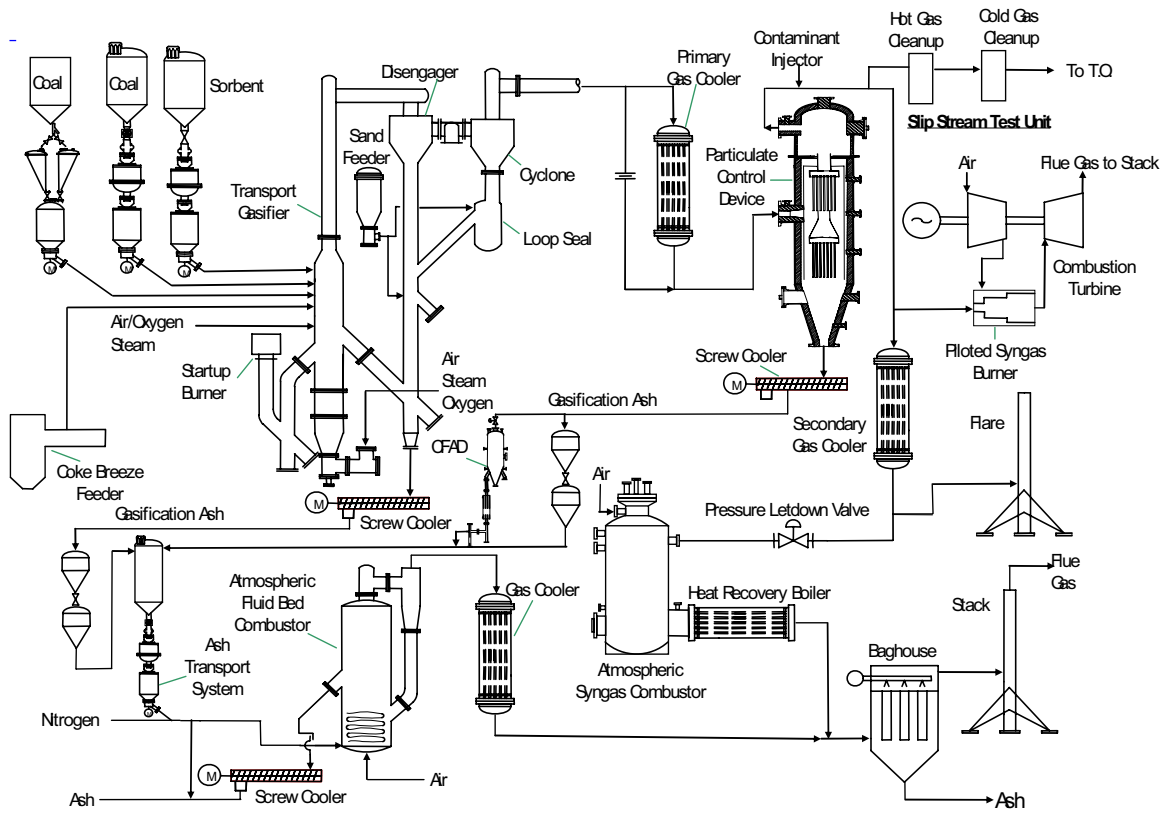 Coal
Coal
Sorbent
Disengager
Sand
Feeder
Transport
Gasifier
Cyclone
Loop Seal
Primary
Gas Cooler
Contaminant
Injector
Particulate
Control
Device
Hot Gas
Cleanup
Cold Gas
Cleanup
To T.O.
Slip Stream Test Unit
Air
Flue Gas to Stack
Combustion
Turbine
Piloted Syngas
Burner
M
M
M
Air/Oxygen
Steam
Startup
Burner
Air
Steam
Oxygen
Screw Cooler
M
Gasification Ash
CFAD
Secondary
Gas Cooler
Flare
Coke Breeze
Feeder
M
Screw Cooler
Gasification Ash
Air
Pressure Letdown Valve
Atmospheric
Fluid Bed
Combustor
Gas Cooler
Heat Recovery Boiler
Stack
Flue
Gas
Ash
Transport
System
Atmospheric
Syngas Combustor
Baghouse
Nitrogen
M
Air
Ash
Screw Cooler
Ash